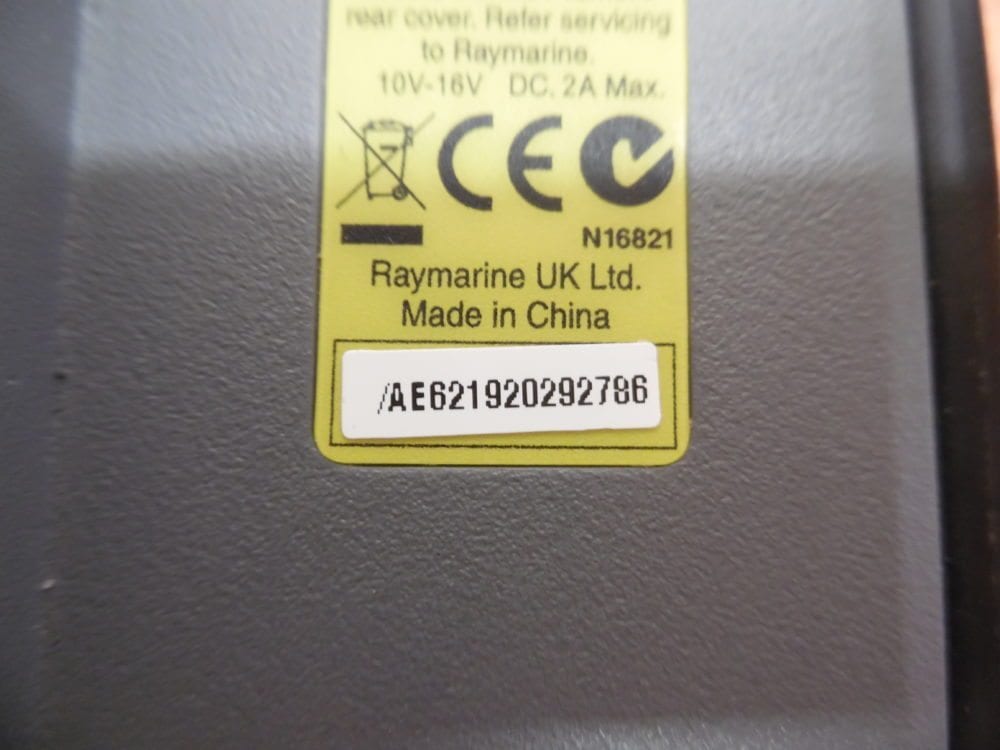 rear cover. Refer servicing
to Raymarine.
10V-16V DC, 2A Max.
CE
N16821
Raymarine UK Ltd.
Made in China
/AE621920292786